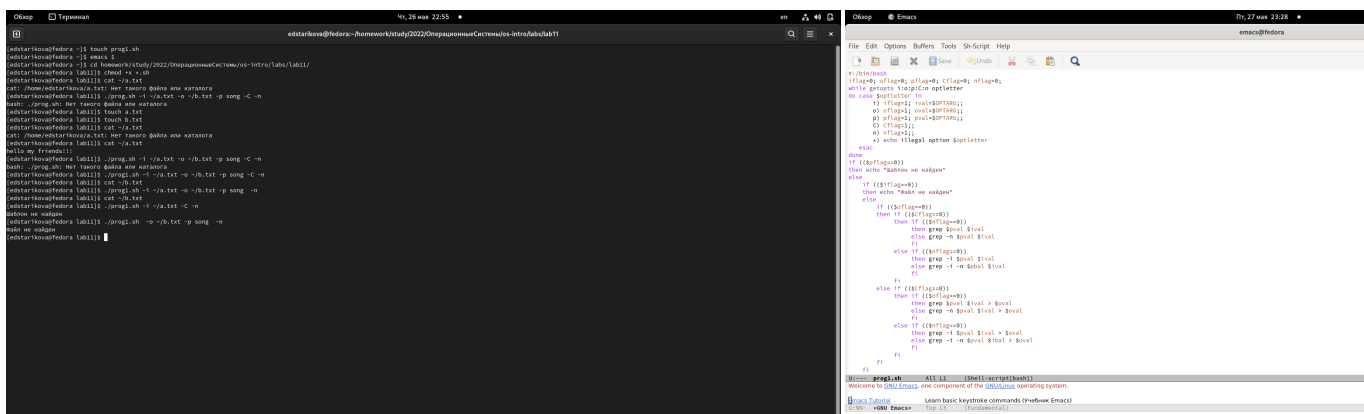 Обзор Терминал Чт, 26 мая 22:55 en
edstarikova@fedora:~/homework/study/2022/ОперационныеСистемы/os-intro/labs/lab11
[edstarikova@fedora ~]$ touch prog1.sh
[edstarikova@fedora ~]$ emacs $
[edstarikova@fedora ~]$ cd homework/study/2022/ОперационныеСистемы/os-intro/labs/lab11/
[edstarikova@fedora lab11]$ chmod +x *.sh
[edstarikova@fedora lab11]$ cat ~/a.txt
cat: /home/edstarikova/a.txt: Нет такого файла или каталога
[edstarikova@fedora lab11]$ ./prog.sh -i ~/a.txt -o ~/b.txt -p song -C -n
bash: ./prog.sh: Нет такого файла или каталога
[edstarikova@fedora lab11]$ touch a.txt
[edstarikova@fedora lab11]$ touch b.txt
[edstarikova@fedora lab11]$ cat ~/a.txt
cat: /home/edstarikova/a.txt: Нет такого файла или каталога
[edstarikova@fedora lab11]$ cat ~/a.txt
hello my friends!!!
[edstarikova@fedora lab11]$ ./prog.sh -i ~/a.txt -o ~/b.txt -p song -C -n
bash: ./prog.sh: Нет такого файла или каталога
[edstarikova@fedora lab11]$ ./prog1.sh -i ~/a.txt -o ~/b.txt -p song -C -n
[edstarikova@fedora lab11]$ cat ~/b.txt
[edstarikova@fedora lab11]$ ./prog1.sh -i ~/a.txt -o ~/b.txt -p song  -n
[edstarikova@fedora lab11]$ cat ~/b.txt
[edstarikova@fedora lab11]$ ./prog1.sh -i ~/a.txt -C -n
Шаблон не найден
[edstarikova@fedora lab11]$ ./prog1.sh  -o ~/b.txt -p song  -n
Файл не найден
[edstarikova@fedora lab11]$
Обзор Emacs Пт, 27 мая 23:28
emacs@fedora
File Edit Options Buffers Tools Sh-Script Help
Save Undo
#!/bin/bash
iflag=0; oflag=0; pflag=0; Cflag=0; nflag=0;
while getopts i:o:p:C:n optletter
do case $optletter in
i) iflag=1; ival=$OPTARG;;
o) oflag=1; oval=$OPTARG;;
p) pflag=1; pval=$OPTARG;;
C) Cflag=1;;
n) nflag=1;;
*) echo illegal option $optletter
esac
done
if (($pflag==0))
then echo "Шаблон не найден"
else
if (($iflag==0))
then echo "Файл не найден"
else
if (($oflag==0))
then if (($Cflag==0))
then if (($nflag==0))
then grep $pval $ival
else grep -n $pval $ival
fi
else if (($nflag==0))
then grep -i $pval $ival
else grep -i -n $pbal $ival
fi
fi
else if (($Cflag==0))
then if (($nflag==0))
then grep $pval $ival > $oval
else grep -n $pval $ival > $oval
fi
else if (($nflag==0))
then grep -i $pval $ival > $oval
else grep -i -n $pval $ibal > $oval
fi
fi
fi
fi
U:--- prog1.sh All L1 (Shell-script[bash])
Welcome to GNU Emacs, one component of the GNU/Linux operating system.
Emacs Tutorial Learn basic keystroke commands (Учебник Emacs)
U:%%- *GNU Emacs* Top L3 (Fundamental)